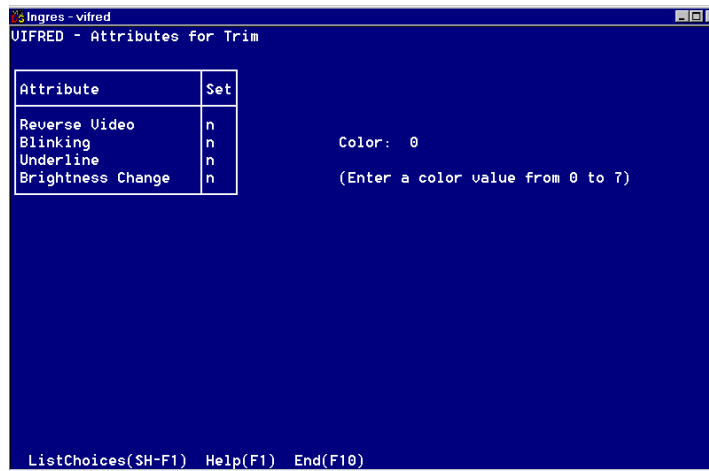 Ingres - vifred
VIFRED - Attributes for Trim
Attribute Set
Reverse Video n
Blinking n Color: 0
Underline n
Brightness Change n (Enter a color value from 0 to 7)
ListChoices(SH-F1) Help(F1) End(F10)